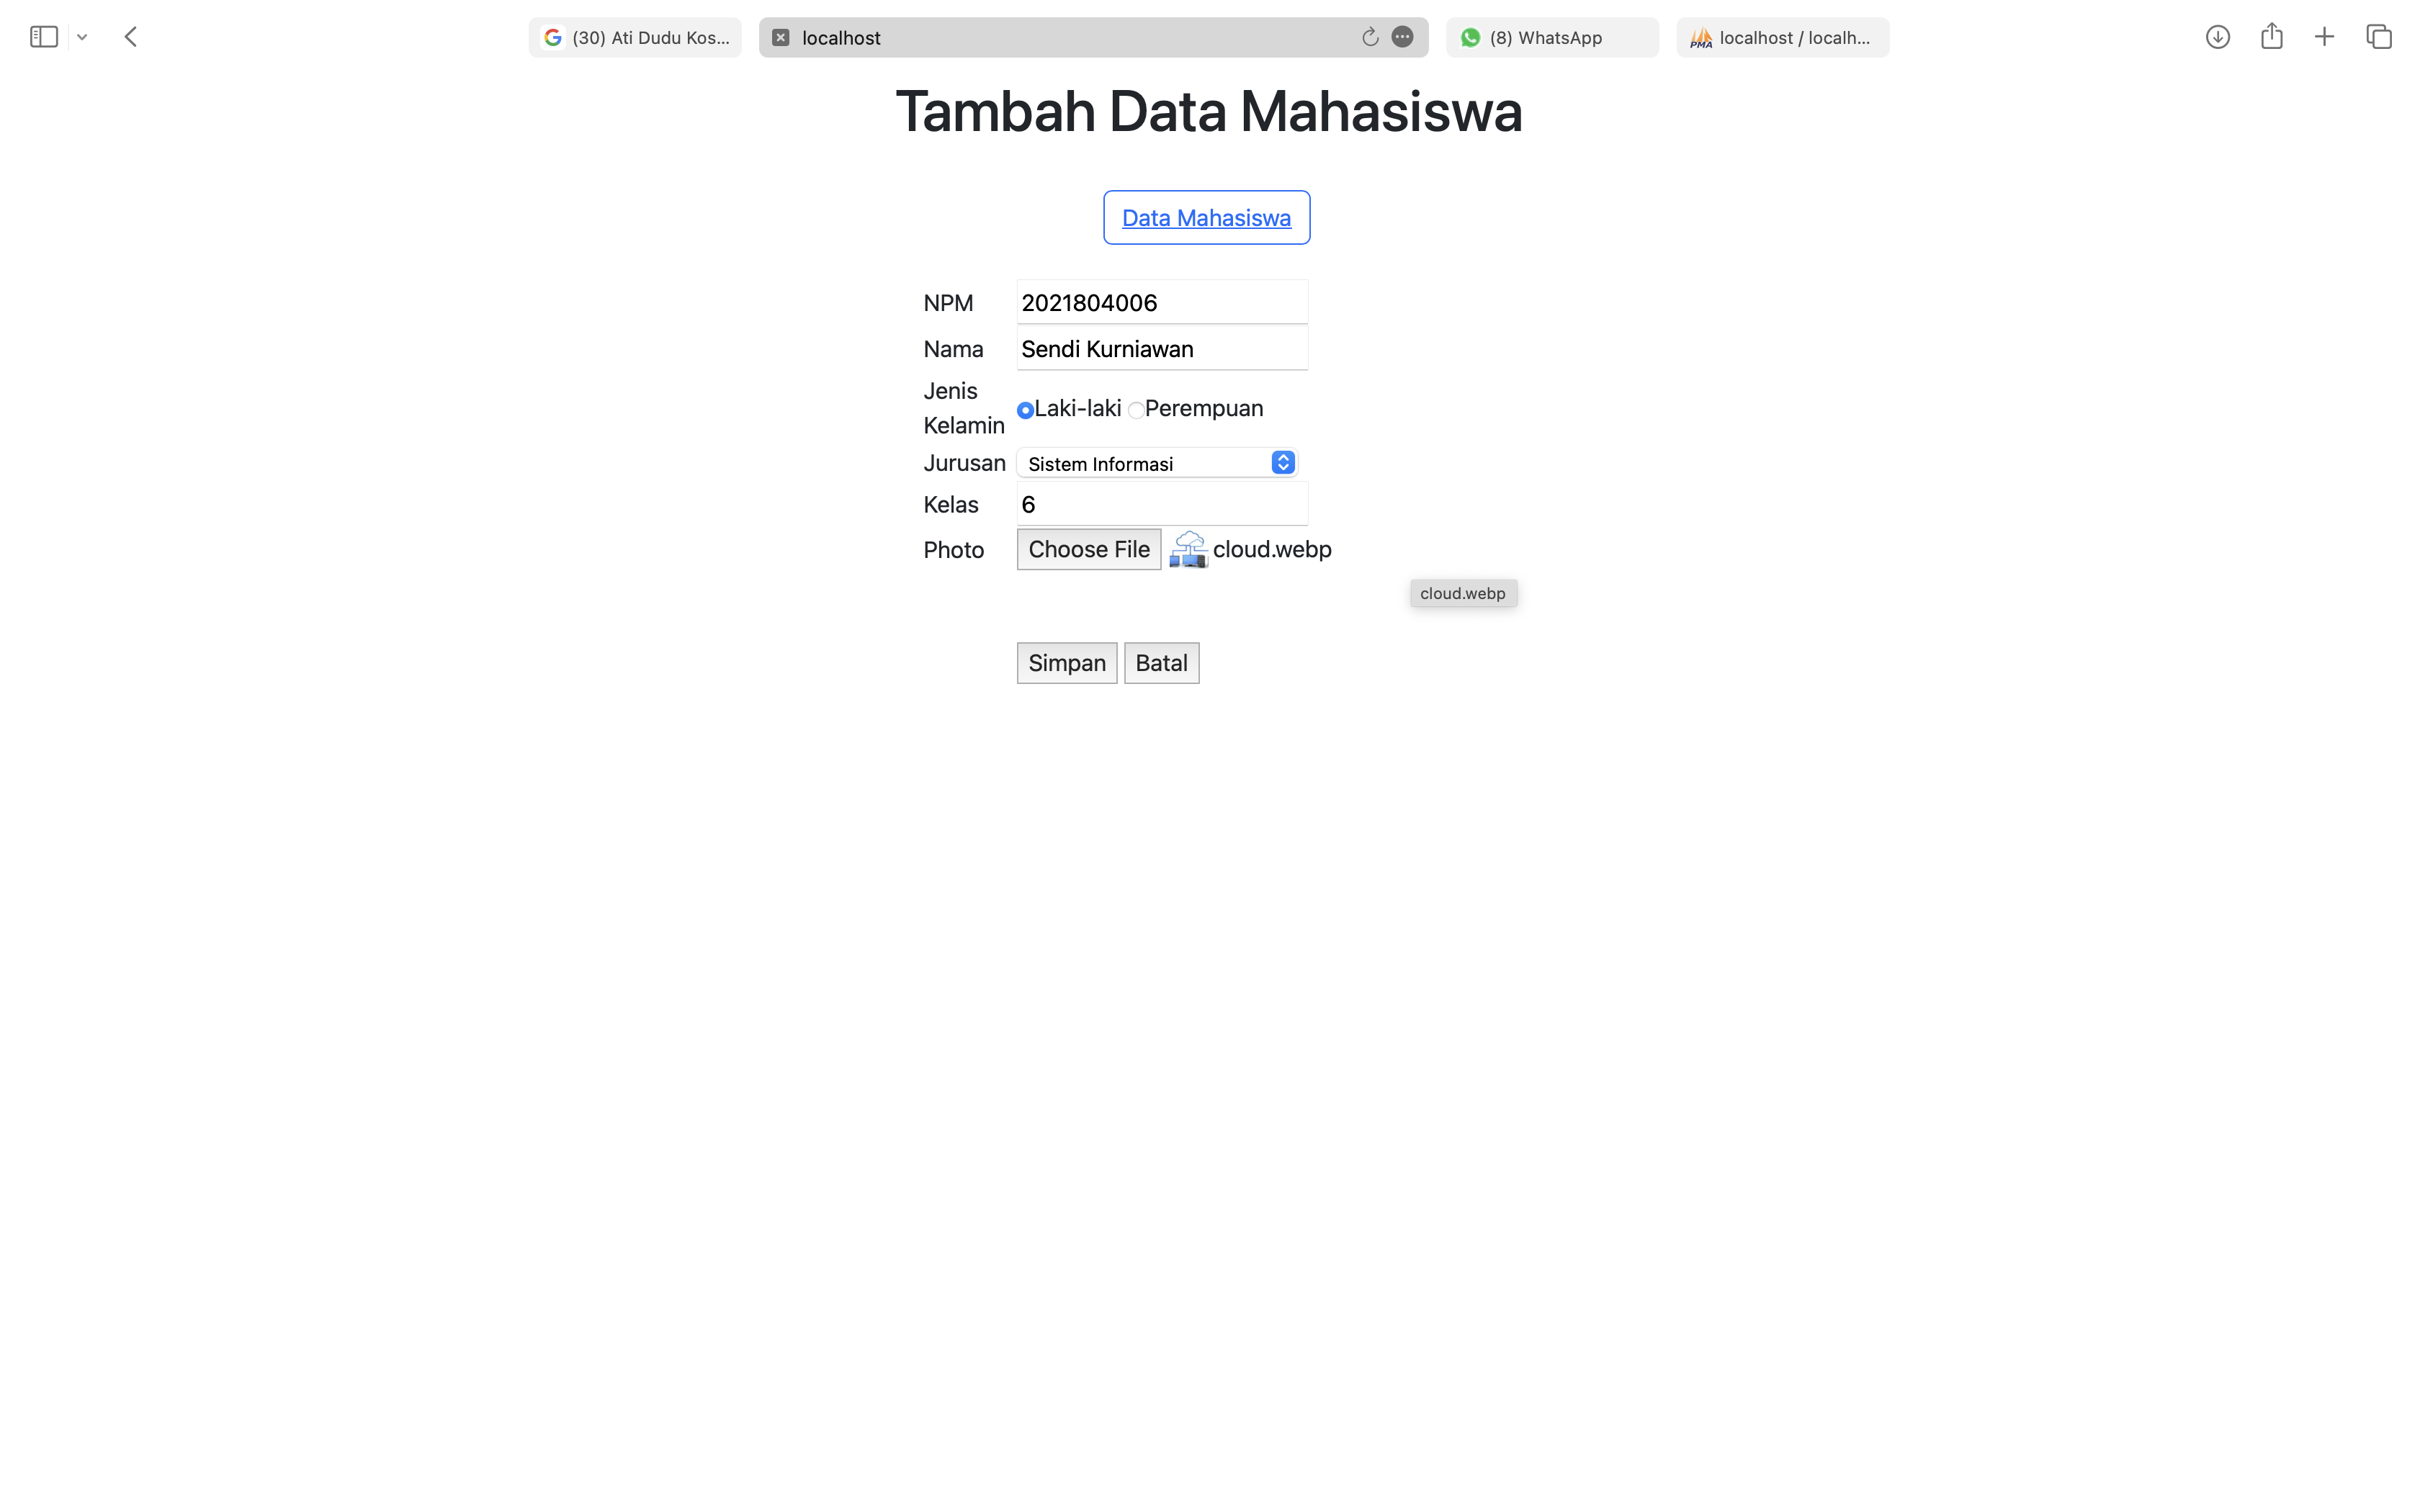 (30) Ati Dudu Kos...
localhost
(8) WhatsApp
PMA
localhost / localh...
Tambah Data Mahasiswa
Data Mahasiswa
NPM 2021804006
Nama Sendi Kurniawan
Jenis
Kelamin
Laki-laki Perempuan
Jurusan Sistem Informasi
Kelas 6
Photo Choose File cloud.webp
cloud.webp
Simpan Batal